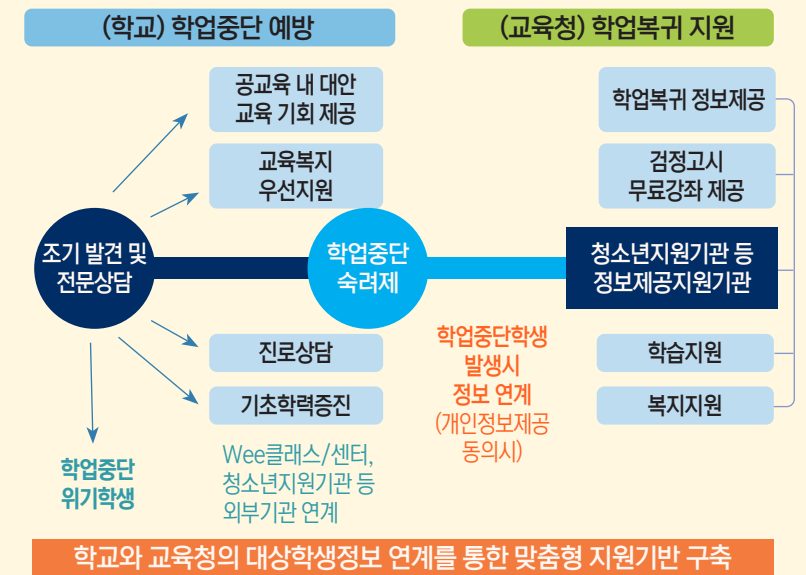 (학교) 학업중단 예방
(교육청) 학업복귀 지원
공교육 내 대안
교육 기회 제공
교육복지
우선지원
조기 발견 및
전문상담
학업중단
숙려제
진로상담
기초학력증진
학업중단
위기학생
Wee클래스/센터,
청소년지원기관 등
외부기관 연계
학업중단학생
발생시
정보 연계
(개인정보제공
동의시)
학업복귀 정보제공
검정고시
무료강좌 제공
청소년지원기관 등
정보제공지원기관
학습지원
복지지원
학교와 교육청의 대상학생정보 연계를 통한 맞춤형 지원기반 구축